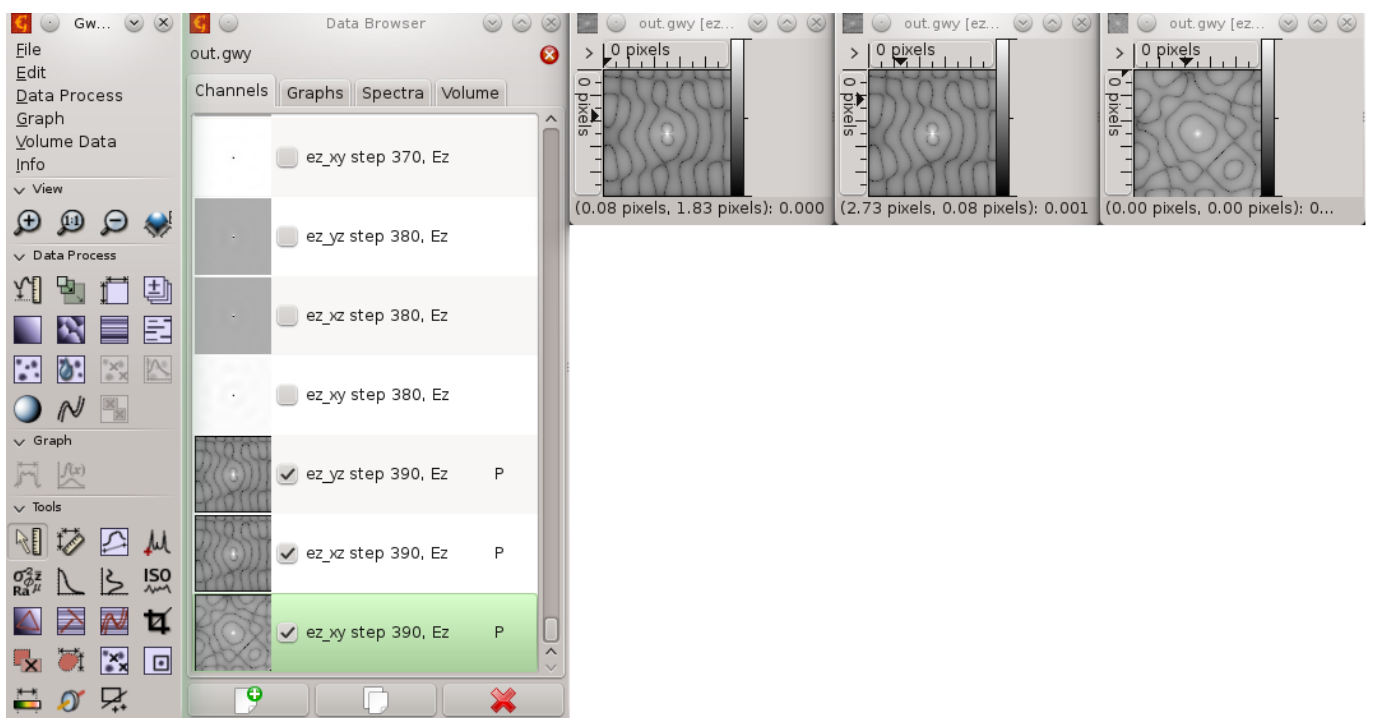 Gw...
File
Edit
Data Process
Graph
Volume Data
Info
View
1:1
Data Process
Graph
f(x)
Tools
ISO
Ra μ
Data Browser
out.gwy
Channels Graphs Spectra Volume
ez_xy step 370, Ez
ez_yz step 380, Ez
ez_xz step 380, Ez
ez_xy step 380, Ez
ez_yz step 390, Ez P
ez_xz step 390, Ez P
ez_xy step 390, Ez P
out.gwy [ez...
0 pixels
0 pixels
(0.08 pixels, 1.83 pixels): 0.000
out.gwy [ez...
0 pixels
0 pixels
(2.73 pixels, 0.08 pixels): 0.001
out.gwy [ez...
0 pixels
0 pixels
(0.00 pixels, 0.00 pixels): 0...